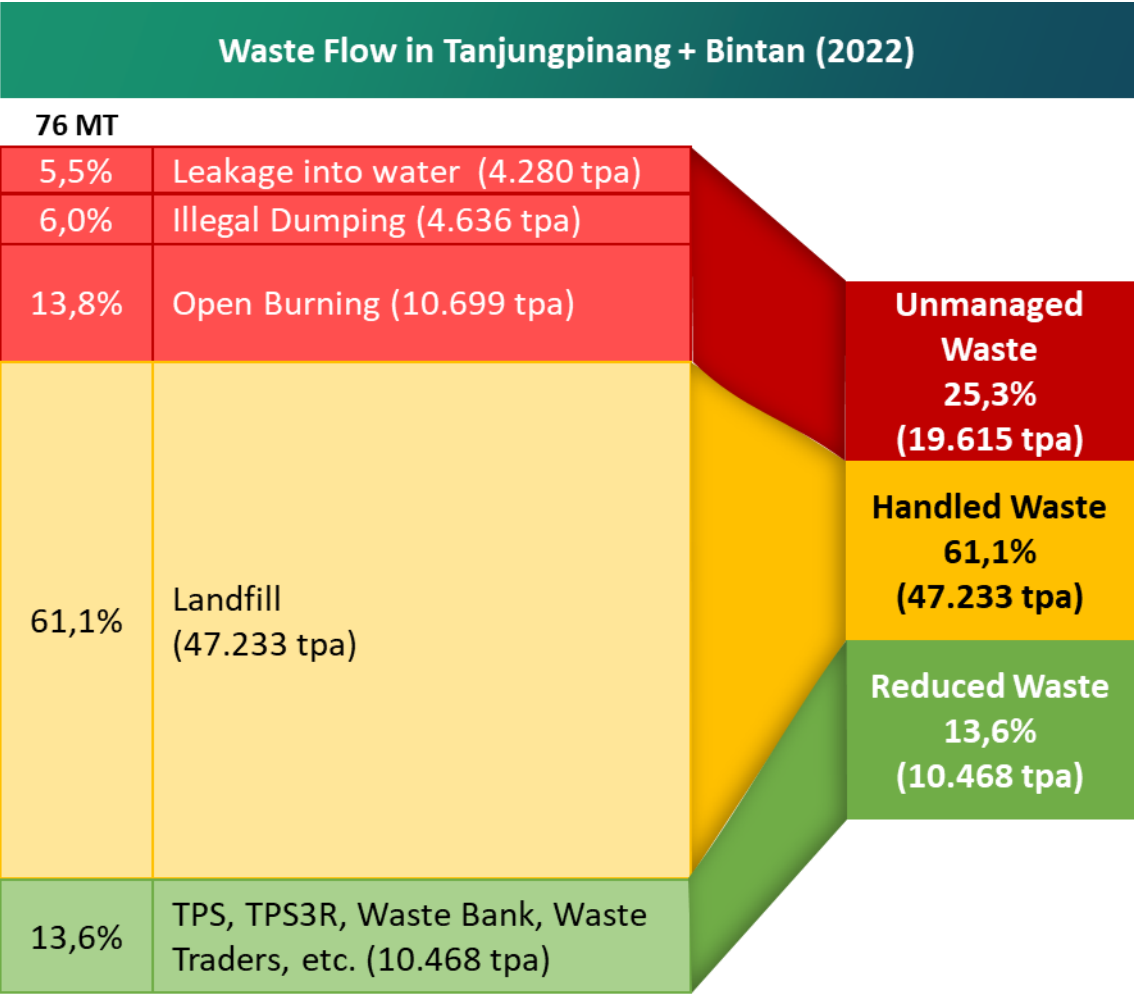 Waste Flow in Tanjungpinang + Bintan (2022)
76 MT
5,5%
Leakage into water (4.280 tpa)
6,0%
Illegal Dumping (4.636 tpa)
13,8%
Open Burning (10.699 tpa)
61,1%
Landfill
(47.233 tpa)
13,6%
TPS, TPS3R, Waste Bank, Waste
Traders, etc. (10.468 tpa)
Unmanaged
Waste
25,3%
(19.615 tpa)
Handled Waste
61,1%
(47.233 tpa)
Reduced Waste
13,6%
(10.468 tpa)